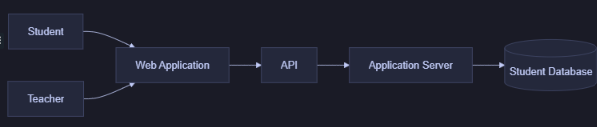 Student
Teacher
Web Application
API
Application Server
Student Database